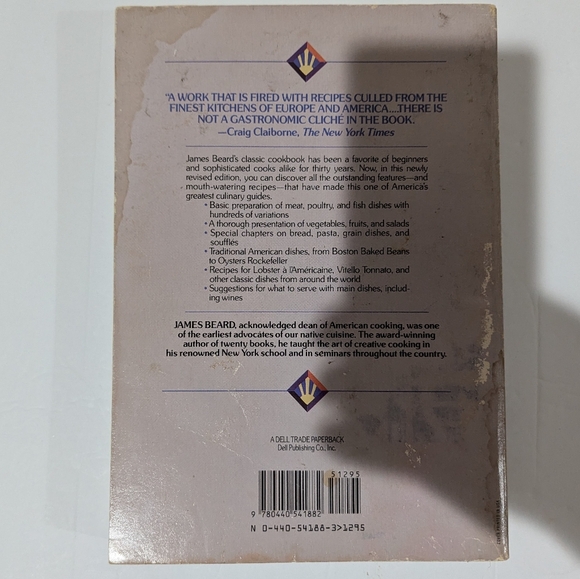 "A WORK THAT IS FIRED WITH RECIPES CULLED FROM THE
FINEST KITCHENS OF EUROPE AND AMERICA....THERE IS
NOT A GASTRONOMIC CLICHÉ IN THE BOOK.
—Craig Claiborne, The New York Times
James Beard's classic cookbook has been a favorite of beginners
and sophisticated cooks alike for thirty years. Now, in this newly
revised edition, you can discover all the outstanding features—and
mouth-watering recipes—that have made this one of America's
greatest culinary guides.
• Basic preparation of meat, poultry, and fish dishes with
hundreds of variations
• A thorough presentation of vegetables, fruits, and salads
• Special chapters on bread, pasta, grain dishes, and
soufflés
• Traditional American dishes, from Boston Baked Beans
to Oysters Rockefeller
• Recipes for Lobster à l'Américaine, Vitello Tonnato, and
other classic dishes from around the world
• Suggestions for what to serve with main dishes, includ-
ing wines
JAMES BEARD, acknowledged dean of American cooking, was one
of the earliest advocates of our native cuisine. The award-winning
author of twenty books, he taught the art of creative cooking in
his renowned New York school and in seminars throughout the country.
A DELL TRADE PAPERBACK
Dell Publishing Co., Inc.
51295
9 780440 541882
N 0-440-54188-3>1295